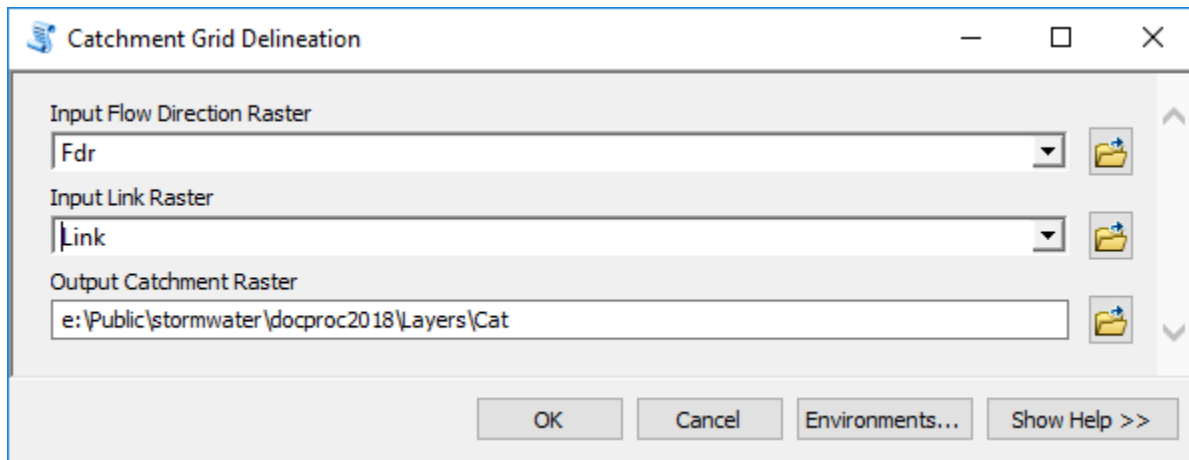 Catchment Grid Delineation
Input Flow Direction Raster
Fdr
Input Link Raster
Link
Output Catchment Raster
e:\Public\stormwater\docproc2018\Layers\Cat
OK Cancel Environments... Show Help >>